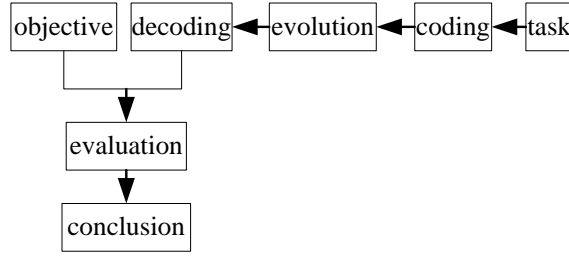 objective decoding evolution coding task
evaluation
conclusion